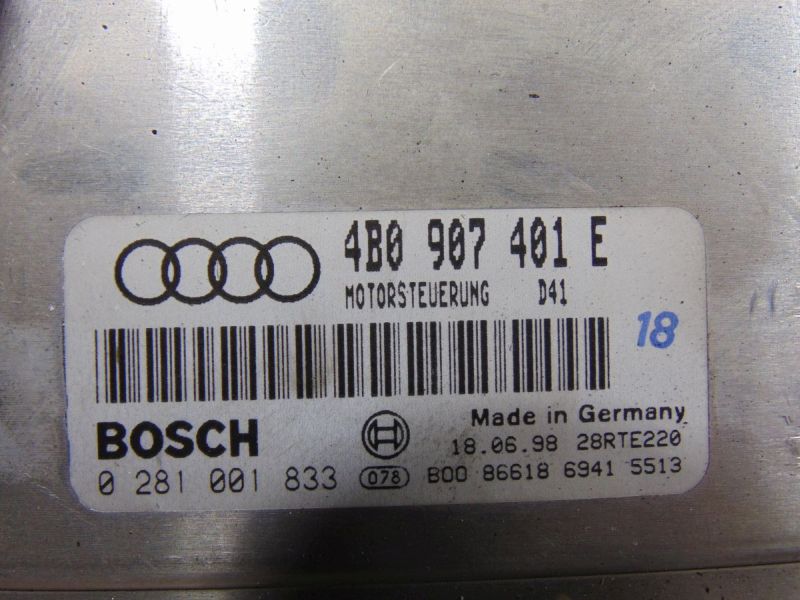 4B0 907 401 E
MOTORSTEUERUNG D41
18
BOSCH
Made in Germany
18.06.98 28RTE220
0 281 001 833 078 B00 86618 6941 5513